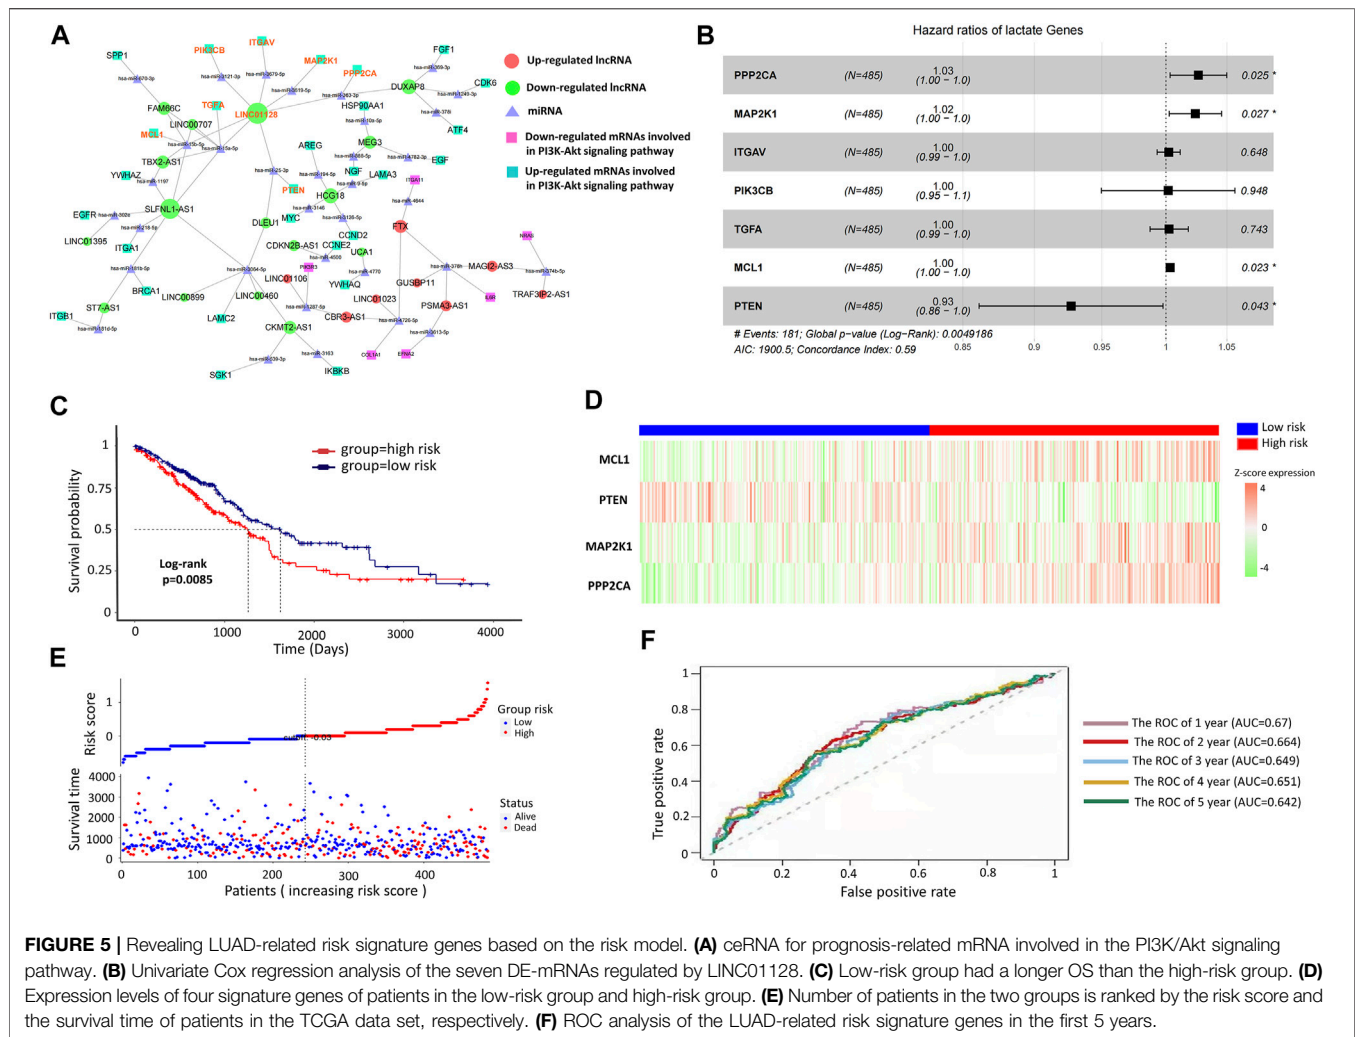 A
SPP1
PIK3CB
ITGAV
MAP2K1
PPP2CA
FGF1
CDK6
ATF4
EGF
DUXAP8
HSP90AA1
MEG3
FAM66C
LINC00707
TGFA
LINC01128
MCL1
TBX2-AS1
YWHAZ
AREG
NGF
LAMA3
ITGA11
PTEN
HCG18
MYC
SLFNL1-AS1
EGFR
LINC01395
ITGA1
DLEU1
CCND2
CDKN2B-AS1
CCNE2
UCA1
FTX
NRAS
BRCA1
LINC00899
LINC00460
LINC01106
PIK3R3
YWHAQ
LINC01023
GUSBP11
MAGI2-AS3
TRAF3IP2-AS1
ST7-AS1
ITGB1
LAMC2
CKMT2-AS1
CBR3-AS1
PSMA3-AS1
COL1A1
EFNA2
SGK1
IKBKB
Up-regulated lncRNA
Down-regulated lncRNA
miRNA
Down-regulated mRNAs involved
in PI3K-Akt signaling pathway
Up-regulated mRNAs involved
in PI3K-Akt signaling pathway
B
Hazard ratios of lactate Genes
PPP2CA (N=485) 1.03 (1.00 − 1.0) 0.025 *
MAP2K1 (N=485) 1.02 (1.00 − 1.0) 0.027 *
ITGAV (N=485) 1.00 (0.99 − 1.0) 0.648
PIK3CB (N=485) 1.00 (0.95 − 1.1) 0.948
TGFA (N=485) 1.00 (0.99 − 1.0) 0.743
MCL1 (N=485) 1.00 (1.00 − 1.0) 0.023 *
PTEN (N=485) 0.93 (0.86 − 1.0) 0.043 *
# Events: 181; Global p−value (Log−Rank): 0.0049186
AIC: 1900.5; Concordance Index: 0.59
0.85 0.9 0.95 1 1.05
C
Survival probability
1
0.75
0.5
0.25
0
group=high risk
group=low risk
Log-rank
p=0.0085
0 1000 2000 3000 4000
Time (Days)
D
Low risk
High risk
MCL1
PTEN
MAP2K1
PPP2CA
Z-score expression
4
0
-4
E
Risk score
1
0
Group risk
Low
High
Survival time
4000
3000
2000
1000
0
Status
Alive
Dead
0 100 200 300 400
Patients ( increasing risk score )
F
True positive rate
1
0.8
0.6
0.4
0.2
0
0 0.2 0.4 0.6 0.8 1
False positive rate
The ROC of 1 year (AUC=0.67)
The ROC of 2 year (AUC=0.664)
The ROC of 3 year (AUC=0.649)
The ROC of 4 year (AUC=0.651)
The ROC of 5 year (AUC=0.642)
FIGURE 5 | Revealing LUAD-related risk signature genes based on the risk model. (A) ceRNA for prognosis-related mRNA involved in the PI3K/Akt signaling
pathway. (B) Univariate Cox regression analysis of the seven DE-mRNAs regulated by LINC01128. (C) Low-risk group had a longer OS than the high-risk group. (D)
Expression levels of four signature genes of patients in the low-risk group and high-risk group. (E) Number of patients in the two groups is ranked by the risk score and
the survival time of patients in the TCGA data set, respectively. (F) ROC analysis of the LUAD-related risk signature genes in the first 5 years.